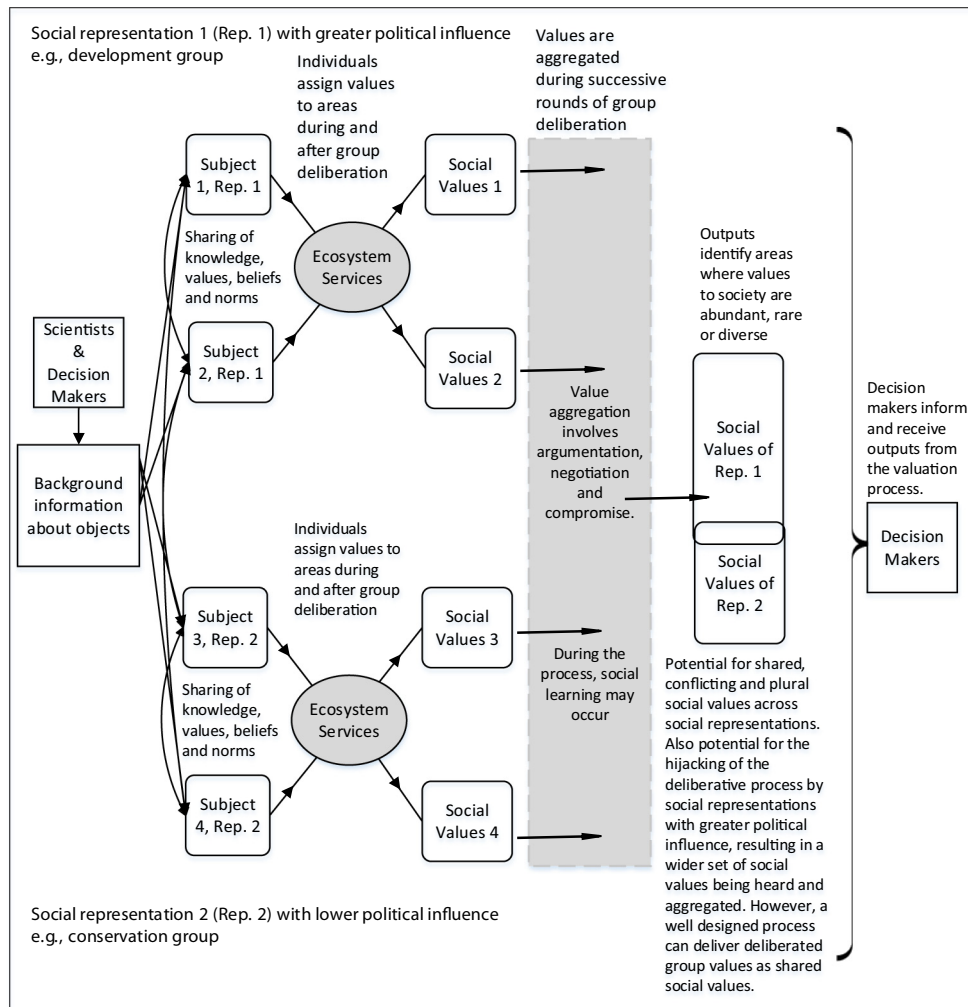 Social representation 1 (Rep. 1) with greater political influence
e.g., development group
Individuals
assign values
to areas
during and
after group
deliberation
Values are
aggregated
during successive
rounds of group
deliberation
Subject
1, Rep. 1
Social
Values 1
Sharing of
knowledge,
values, beliefs
and norms
Ecosystem
Services
Outputs
identify areas
where values
to society are
abundant, rare
or diverse
Scientists
&
Decision
Makers
Subject
2, Rep. 1
Social
Values 2
Value
aggregation
involves
argumentation,
negotiation
and
compromise.
Social
Values of
Rep. 1
Decision
makers inform
and receive
outputs from
the valuation
process.
Background
information
about objects
Individuals
assign values to
areas during
and after group
deliberation
Decision
Makers
Social
Values of
Rep. 2
Subject
3, Rep. 2
Social
Values 3
During the
process, social
learning may
occur
Sharing of
knowledge,
values, beliefs
and norms
Ecosystem
Services
Subject
4, Rep. 2
Social
Values 4
Potential for shared,
conflicting and plural
social values across
social representations.
Also potential for the
hijacking of the
deliberative process by
social representations
with greater political
influence, resulting in a
wider set of social
values being heard and
aggregated. However, a
well designed process
can deliver deliberated
group values as shared
social values.
Social representation 2 (Rep. 2) with lower political influence
e.g., conservation group